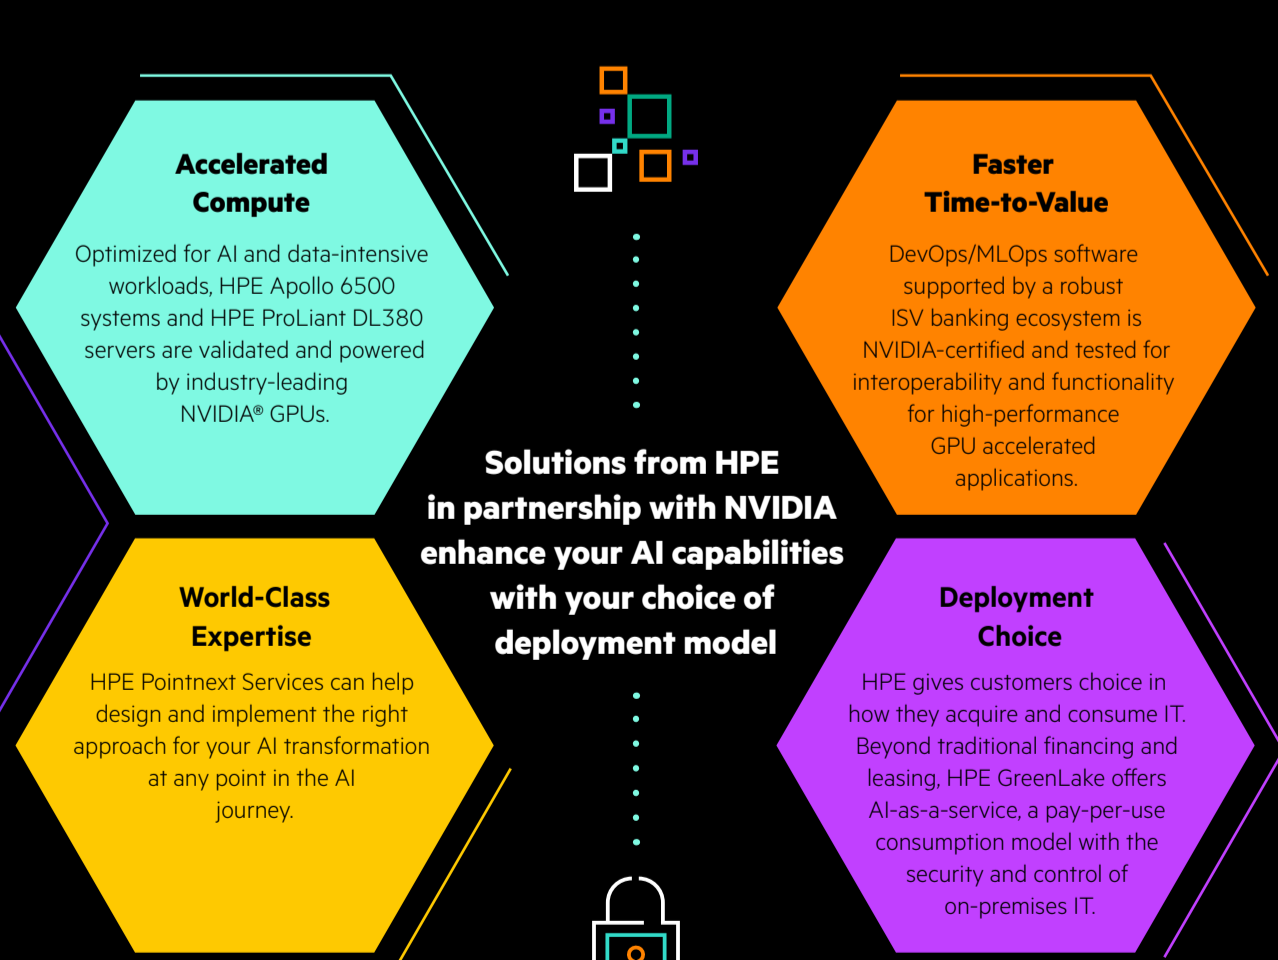 Accelerated
Compute
Optimized for AI and data-intensive
workloads, HPE Apollo 6500
systems and HPE ProLiant DL380
servers are validated and powered
by industry-leading
NVIDIA® GPUs.
Faster
Time-to-Value
DevOps/MLOps software
supported by a robust
ISV banking ecosystem is
NVIDIA-certified and tested for
interoperability and functionality
for high-performance
GPU accelerated
applications.
Solutions from HPE
in partnership with NVIDIA
enhance your AI capabilities
with your choice of
deployment model
World-Class
Expertise
HPE Pointnext Services can help
design and implement the right
approach for your AI transformation
at any point in the AI
journey.
Deployment
Choice
HPE gives customers choice in
how they acquire and consume IT.
Beyond traditional financing and
leasing, HPE GreenLake offers
AI-as-a-service, a pay-per-use
consumption model with the
security and control of
on-premises IT.